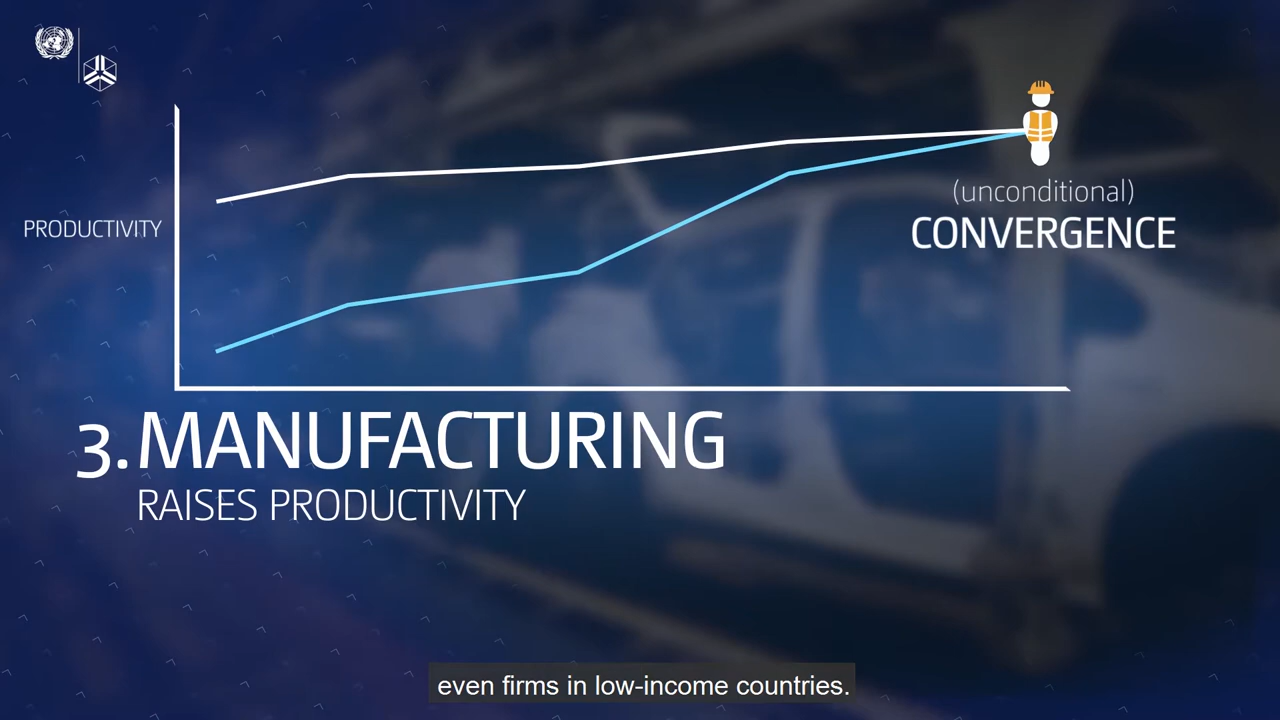 PRODUCTIVITY
(unconditional)
CONVERGENCE
3. MANUFACTURING
RAISES PRODUCTIVITY
even firms in low-income countries.